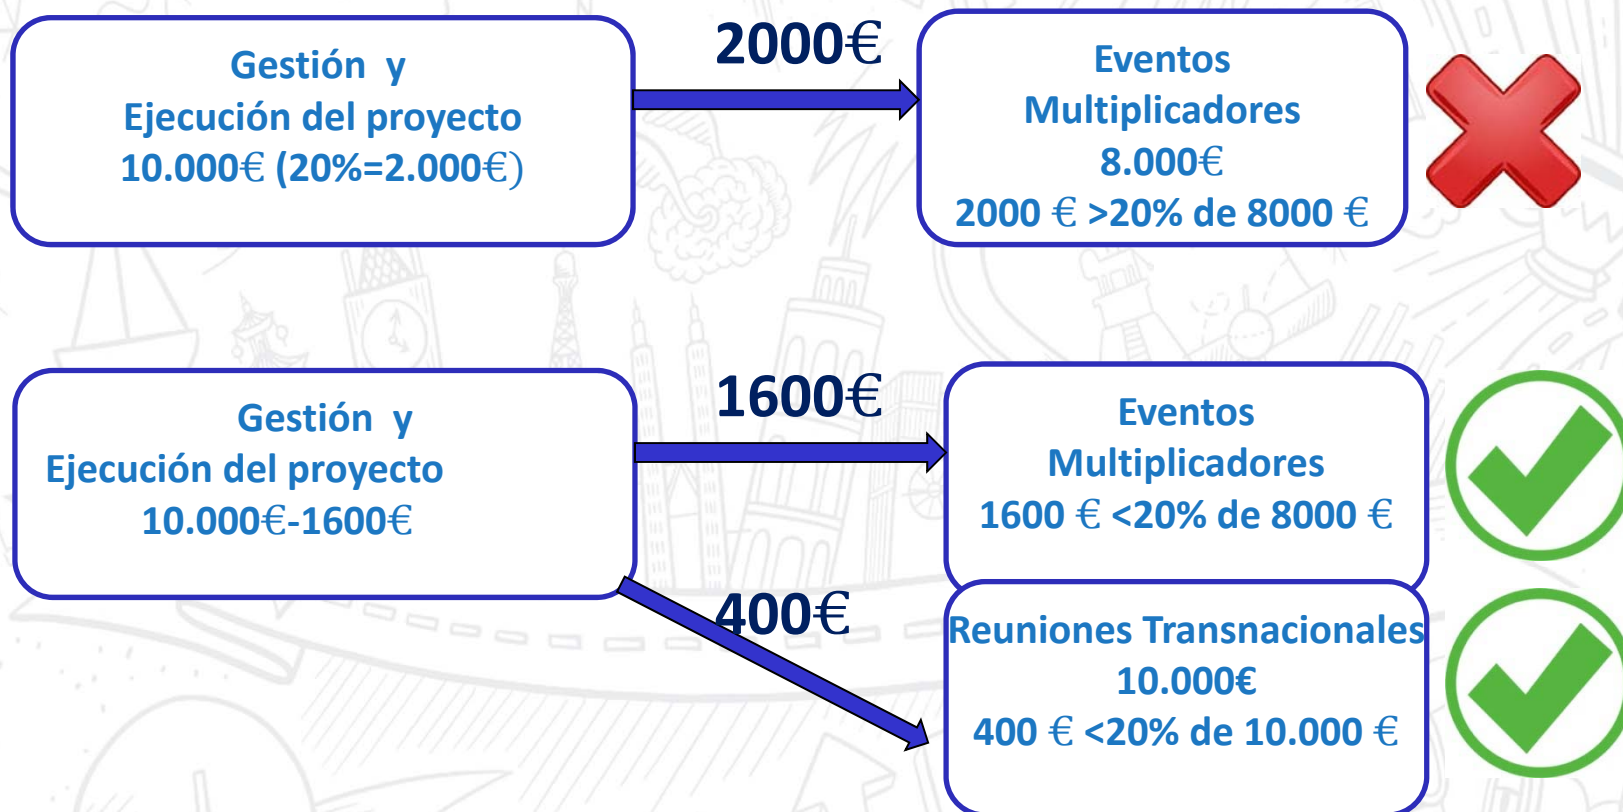 Gestión y
Ejecución del proyecto
10.000€ (20%=2.000€)
2000€
Eventos
Multiplicadores
8.000€
2000 € >20% de 8000 €
Gestión y
Ejecución del proyecto
10.000€-1600€
1600€
Eventos
Multiplicadores
1600 € <20% de 8000 €
400€
Reuniones Transnacionales
10.000€
400 € <20% de 10.000 €